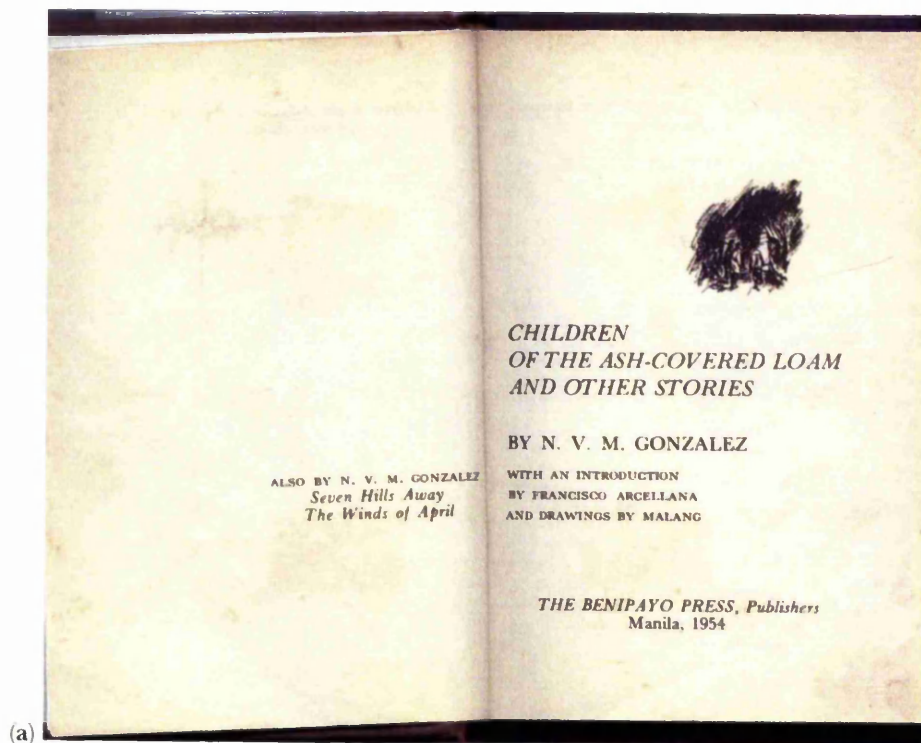 ALSO BY N. V. M. GONZALEZ
Seven Hills Away
The Winds of April
CHILDREN
OF THE ASH-COVERED LOAM
AND OTHER STORIES
BY N. V. M. GONZALEZ
WITH AN INTRODUCTION
BY FRANCISCO ARCELLANA
AND DRAWINGS BY MALANG
THE BENIPAYO PRESS, Publishers
Manila, 1954
(a)